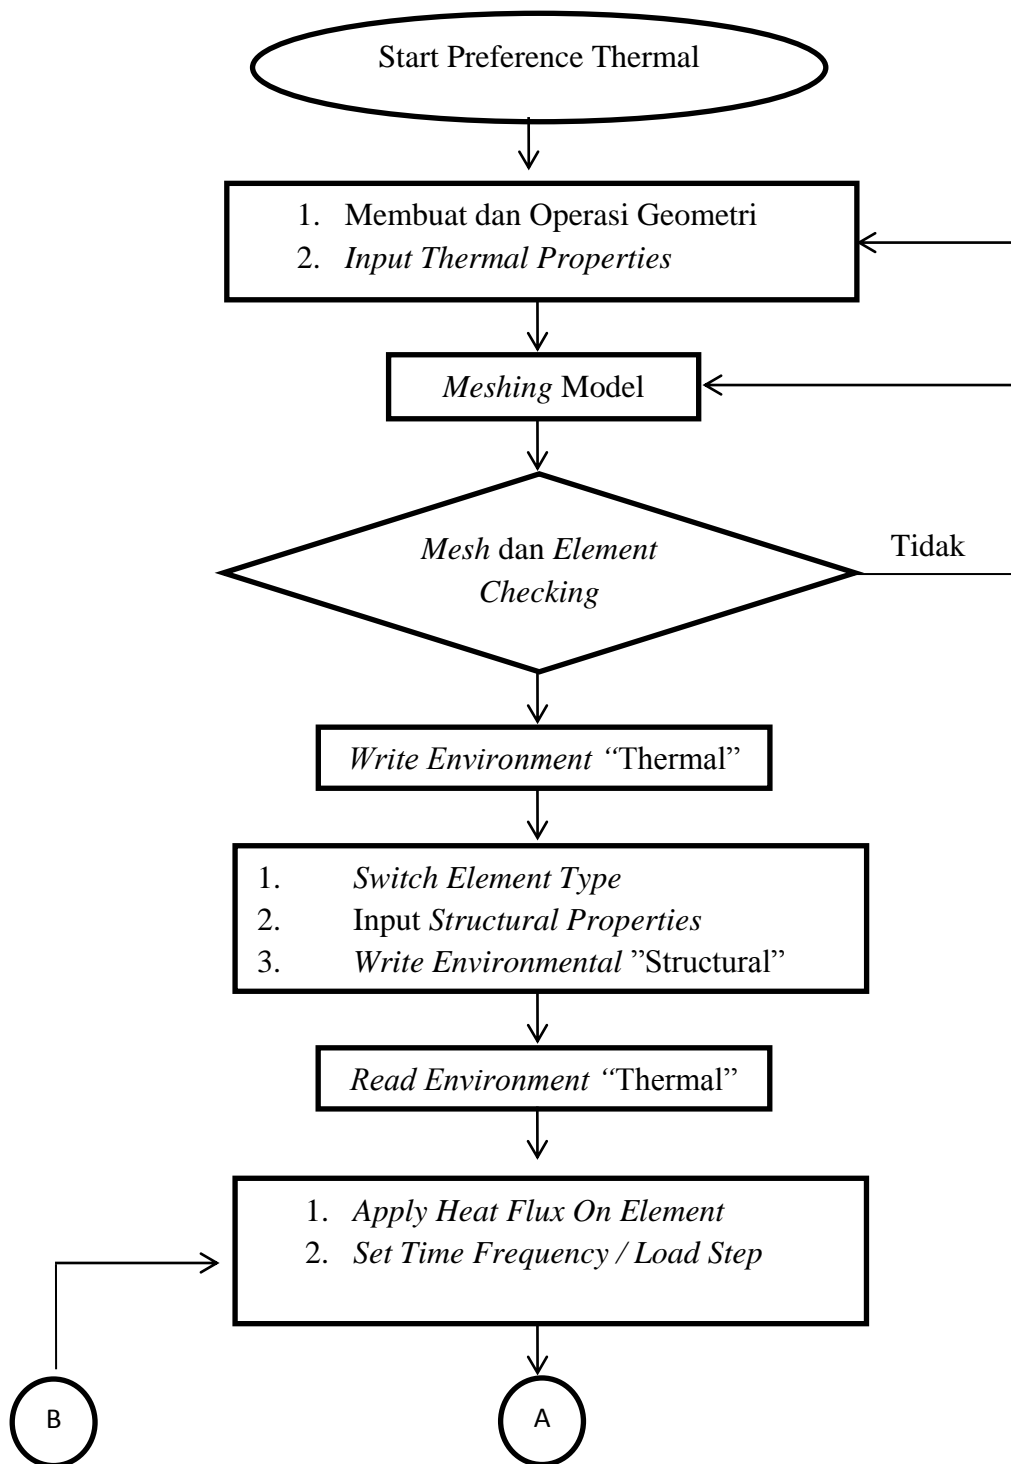 Start Preference Thermal
1. Membuat dan Operasi Geometri
2. Input Thermal Properties
Meshing Model
Mesh dan Element
Checking
Tidak
Write Environment “Thermal”
1. Switch Element Type
2. Input Structural Properties
3. Write Environmental ”Structural”
Read Environment “Thermal”
1. Apply Heat Flux On Element
2. Set Time Frequency / Load Step
B
A